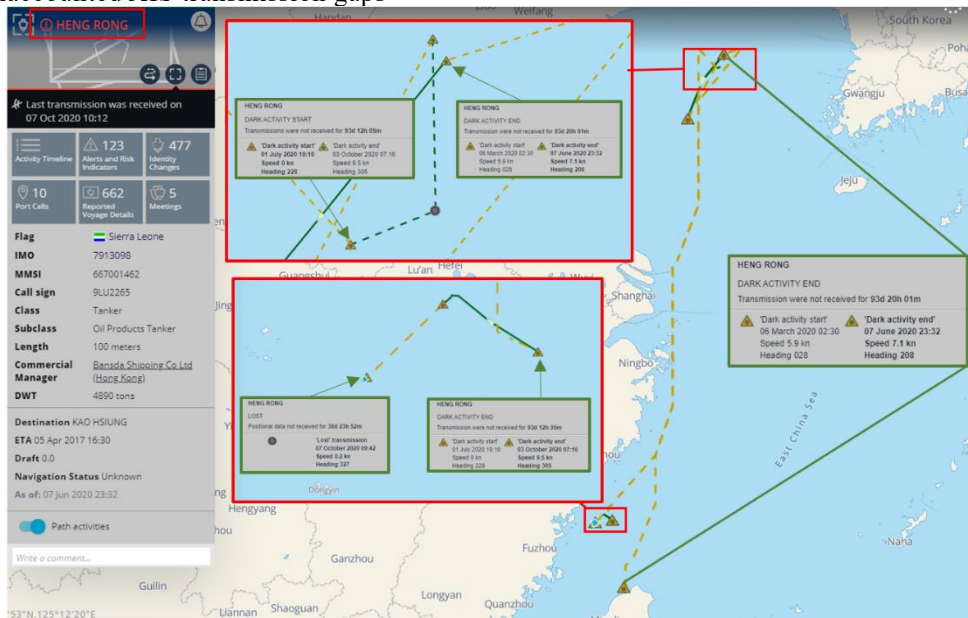 HENG RONG
Last transmission was received on
07 Oct 2020 10:12
Activity Timeline
123
Alerts and Risk
Indicators
477
Identity
Changes
10
Port Calls
662
Reported
Voyage Details
5
Meetings
Flag Sierra Leone
IMO 7913098
MMSI 667001462
Call sign 9LU2265
Class Tanker
Subclass Oil Products Tanker
Length 100 meters
Commercial Bansda Shipping Co Ltd
Manager (Hong Kong)
DWT 4890 tons
Destination KAO HSIUNG
ETA 05 Apr 2017 16:30
Draft 0.0
Navigation Status Unknown
As of: 07 Jun 2020 23:32
Path activities
Write a comment...
HENG RONG
DARK ACTIVITY START
Transmissions were not received for 93d 12h 05m
'Dark activity start'
01 July 2020 19:10
Speed 0 kn
Heading 228
'Dark activity end'
03 October 2020 07:16
Speed 9.5 kn
Heading 305
HENG RONG
DARK ACTIVITY END
Transmission were not received for 93d 20h 01m
'Dark activity start'
06 March 2020 02:30
Speed 5.9 kn
Heading 028
'Dark activity end'
07 June 2020 23:32
Speed 7.1 kn
Heading 208
HENG RONG
DARK ACTIVITY END
Transmission were not received for 93d 20h 01m
'Dark activity start'
06 March 2020 02:30
Speed 5.9 kn
Heading 028
'Dark activity end'
07 June 2020 23:32
Speed 7.1 kn
Heading 208
HENG RONG
LOST
Positional data not received for 38d 23h 52m
'Lost' transmission
07 October 2020 09:42
Speed 0.2 kn
Heading 327
HENG RONG
DARK ACTIVITY END
Transmission were not received for 93d 12h 05m
'Dark activity start'
01 July 2020 19:10
Speed 0 kn
Heading 228
'Dark activity end'
03 October 2020 07:16
Speed 9.5 kn
Heading 305
Handan
Weifang
South Korea
Gwangju
Jeju
Lu'an
Hefei
Shanghai
Ningbo
East China Sea
Dongyin
Hengyang
Fuzhou
Naha
Ganzhou
Guilin
Longyan
Shaoguan
Quanzhou